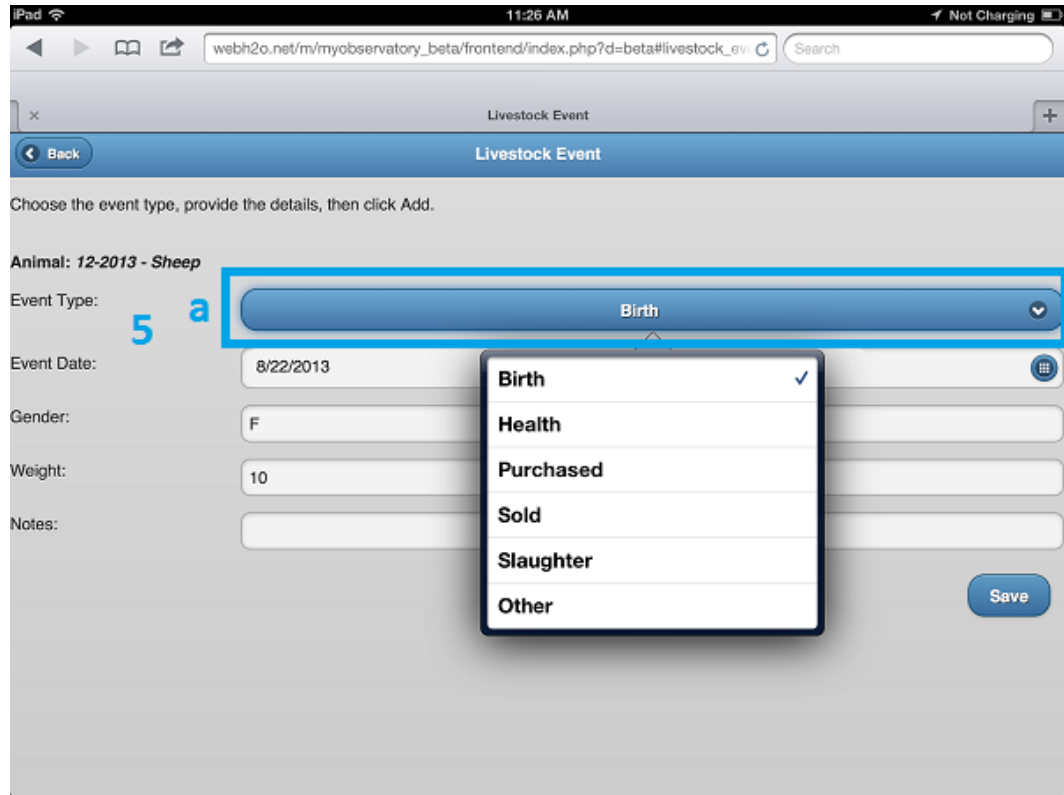 iPad 11:26 AM Not Charging
webh2o.net/m/myobservatory_beta/frontend/index.php?d=beta#livestock_ev Search
Livestock Event
Back Livestock Event
Choose the event type, provide the details, then click Add.
Animal: 12-2013 - Sheep
Event Type: 5 a Birth
Event Date: 8/22/2013
Gender: F
Weight: 10
Notes:
Birth
Health
Purchased
Sold
Slaughter
Other
Save